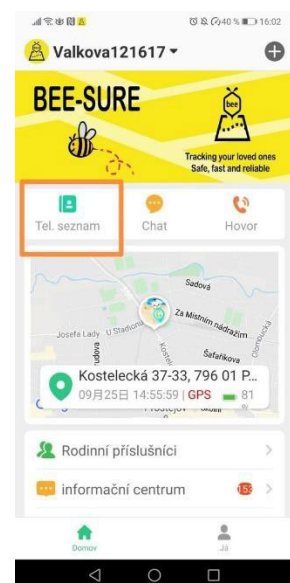 40 % 16:02
Valkova121617
BEE-SURE
bee
Tracking your loved ones
Safe, fast and reliable
Tel. seznam
Chat
Hovor
Sadová
Za Místním nádražím
Josefa Lady
U Stadionu
Šafaříkova
Olomoucká
Kostelecká 37-33, 796 01 P...
09月25日 14:55:59 | GPS 81
Prostějov
Rodinní příslušníci
informační centrum
153
Domov
Já